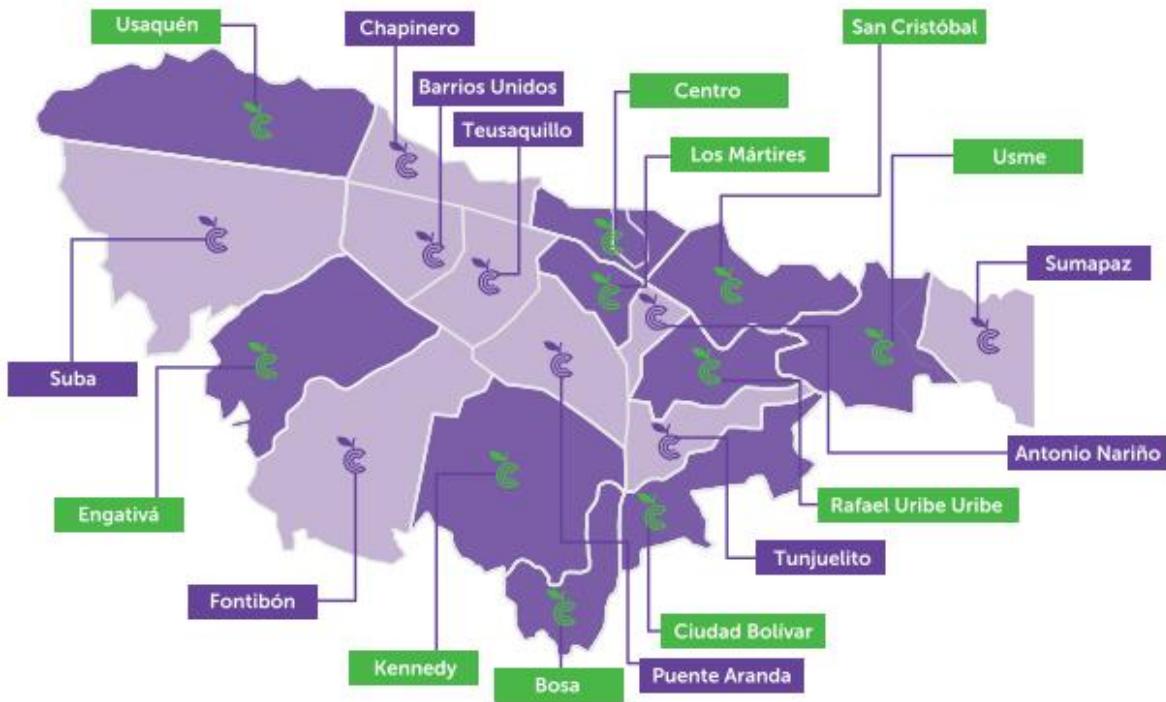 Usaquén
Chapinero
San Cristóbal
Barrios Unidos
Centro
Teusaquillo
Los Mártires
Usme
Sumapaz
Suba
Antonio Nariño
Engativá
Rafael Uribe Uribe
Tunjuelito
Fontibón
Ciudad Bolívar
Kennedy
Puente Aranda
Bosa